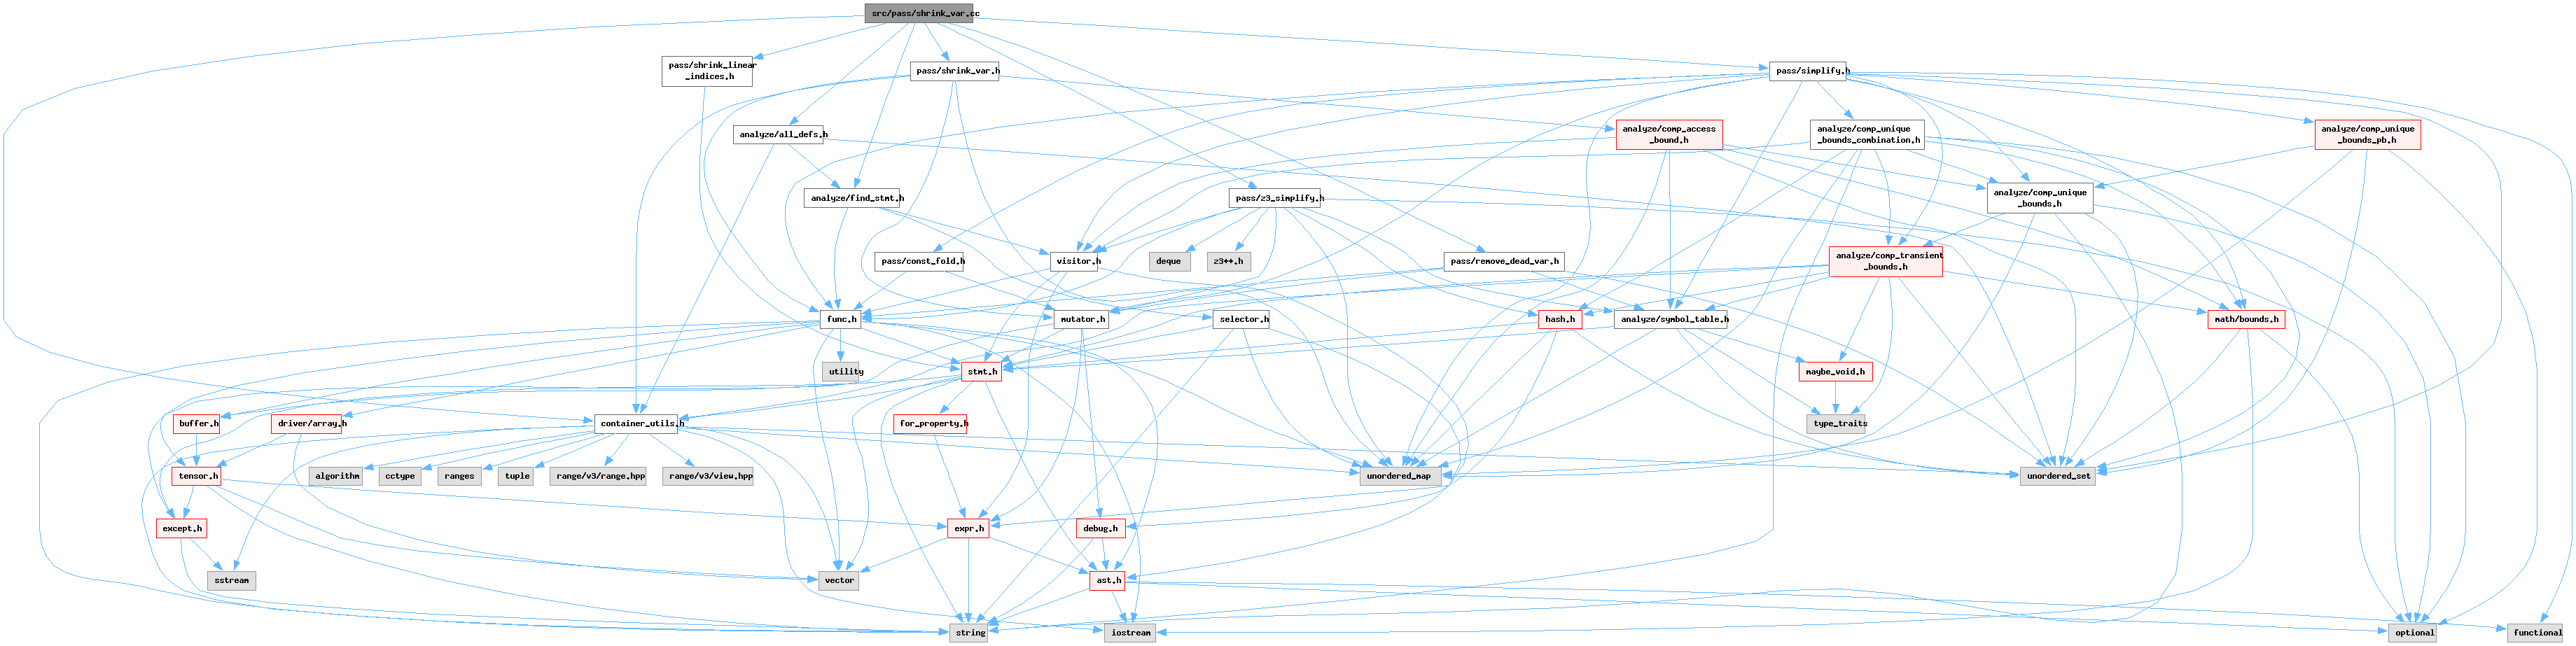 src/pass/shrink_var.cc
pass/shrink_linear
_indices.h
pass/shrink_var.h
pass/simplify.h
analyze/all_defs.h
analyze/comp_access
_bound.h
analyze/comp_unique
_bounds_combination.h
analyze/comp_unique
_bounds_pb.h
analyze/find_stmt.h
pass/z3_simplify.h
analyze/comp_unique
_bounds.h
pass/const_fold.h
visitor.h
deque
z3++.h
pass/remove_dead_var.h
analyze/comp_transient
_bounds.h
func.h
mutator.h
selector.h
hash.h
analyze/symbol_table.h
math/bounds.h
utility
stmt.h
maybe_void.h
buffer.h
driver/array.h
container_utils.h
for_property.h
type_traits
tensor.h
algorithm
cctype
ranges
tuple
range/v3/range.hpp
range/v3/view.hpp
unordered_map
unordered_set
except.h
expr.h
debug.h
sstream
vector
ast.h
string
iostream
optional
functional